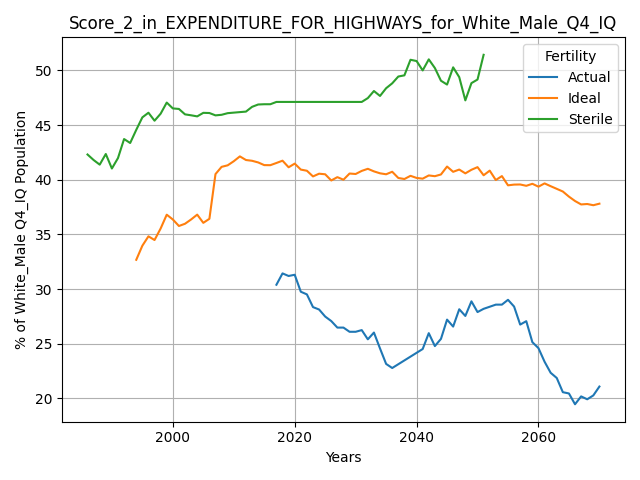 Score_2_in_EXPENDITURE_FOR_HIGHWAYS_for_White_Male_Q4_IQ
Fertility
Actual
Ideal
Sterile
% of White_Male Q4_IQ Population
50
45
40
35
30
25
20
2000
2020
2040
2060
Years